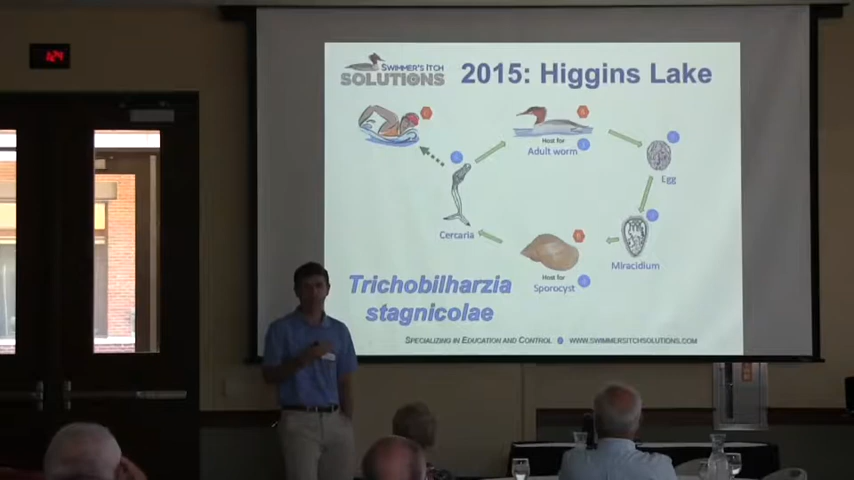 SWIMMER'S ITCH
SOLUTIONS
2015: Higgins Lake
Host for
Adult worm
Egg
Cercaria
Host for
Sporocyst
Miracidium
Trichobilharzia
stagnicolae
SPECIALIZING IN EDUCATION AND CONTROL
WWW.SWIMMERSITCHSOLUTIONS.COM